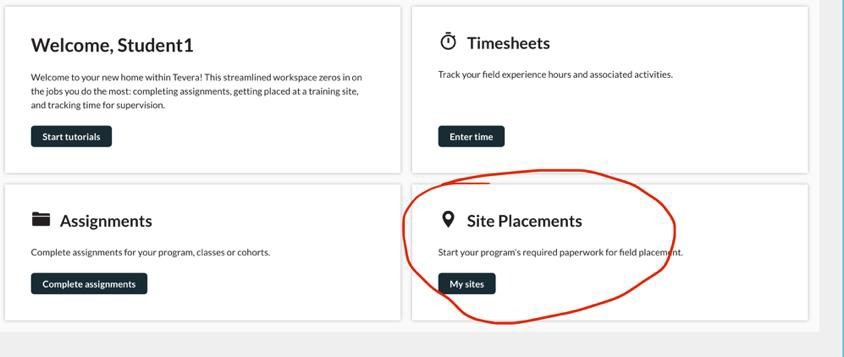 Welcome, Student1
Welcome to your new home within Tevera! This streamlined workspace zeros in on
the jobs you do the most: completing assignments, getting placed at a training site,
and tracking time for supervision.
Start tutorials
Timesheets
Track your field experience hours and associated activities.
Enter time
Assignments
Complete assignments for your program, classes or cohorts.
Complete assignments
Site Placements
Start your program's required paperwork for field placement.
My sites